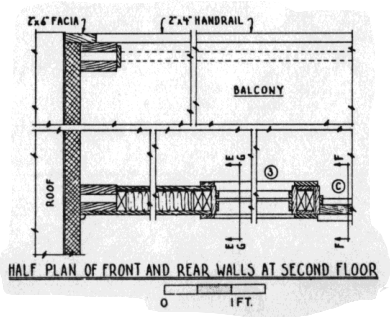 2"x6" FACIA
2"x4" HANDRAIL
BALCONY
ROOF
E
G
F
3
C
E
G
F
HALF PLAN OF FRONT AND REAR WALLS AT SECOND FLOOR
0 1 FT.